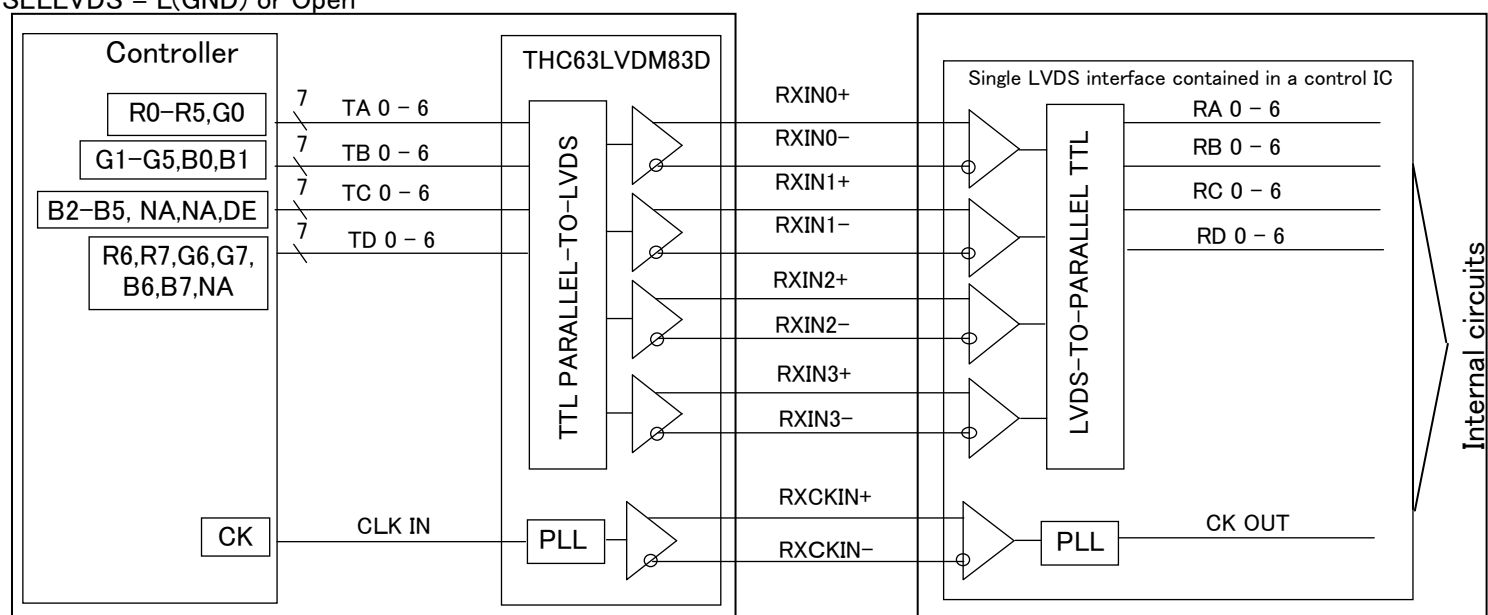 SELLVDS = L(GND) or Open
Controller
THC63LVDM83D
Single LVDS interface contained in a control IC
R0-R5,G0
7
TA 0 - 6
RXIN0+
RA 0 - 6
G1-G5,B0,B1
7
TB 0 - 6
RXIN0-
RB 0 - 6
B2-B5, NA,NA,DE
7
TC 0 - 6
RXIN1+
RC 0 - 6
R6,R7,G6,G7,
B6,B7,NA
7
TD 0 - 6
RXIN1-
RD 0 - 6
TTL PARALLEL-TO-LVDS
RXIN2+
RXIN2-
RXIN3+
RXIN3-
LVDS-TO-PARALLEL TTL
Internal circuits
CK
CLK IN
PLL
RXCKIN+
RXCKIN-
PLL
CK OUT